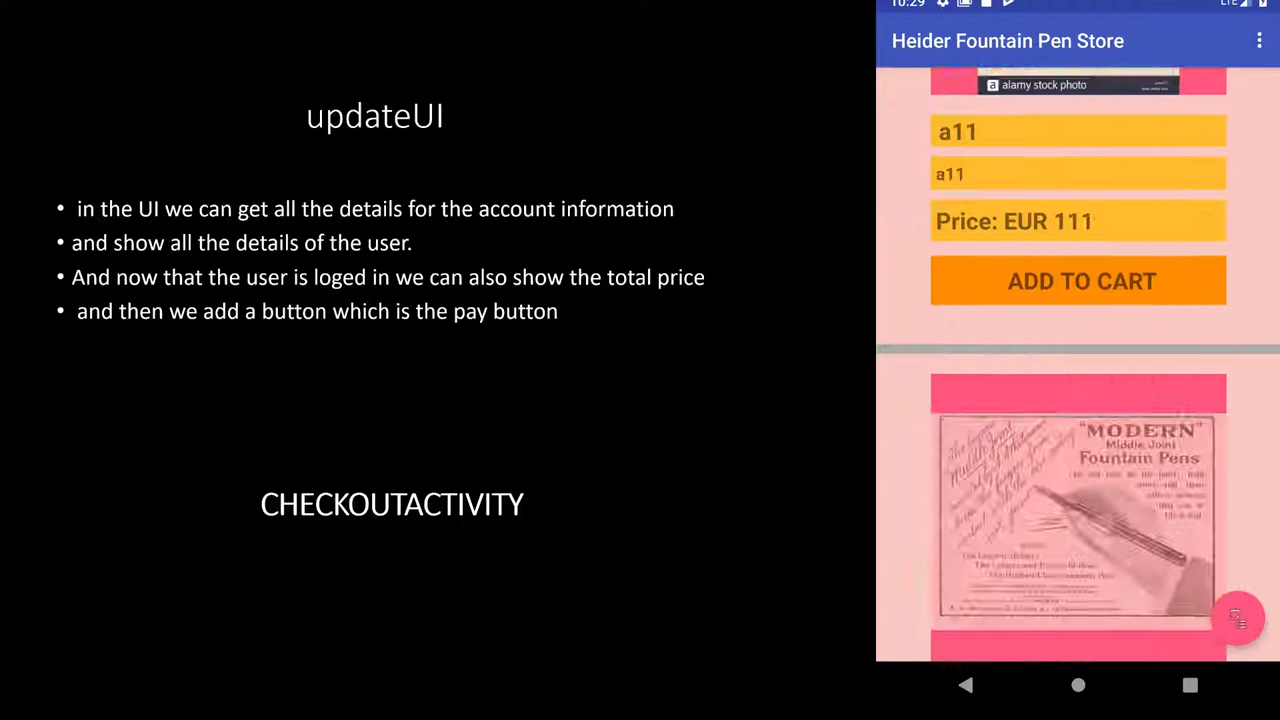 updateUI
• in the UI we can get all the details for the account information
• and show all the details of the user.
• And now that the user is loged in we can also show the total price
• and then we add a button which is the pay button
CHECKOUTACTIVITY
10:29
LTE
Heider Fountain Pen Store
a alamy stock photo
a11
a11
Price: EUR 111
ADD TO CART
"MODERN"
Middle Joint
Fountain Pens